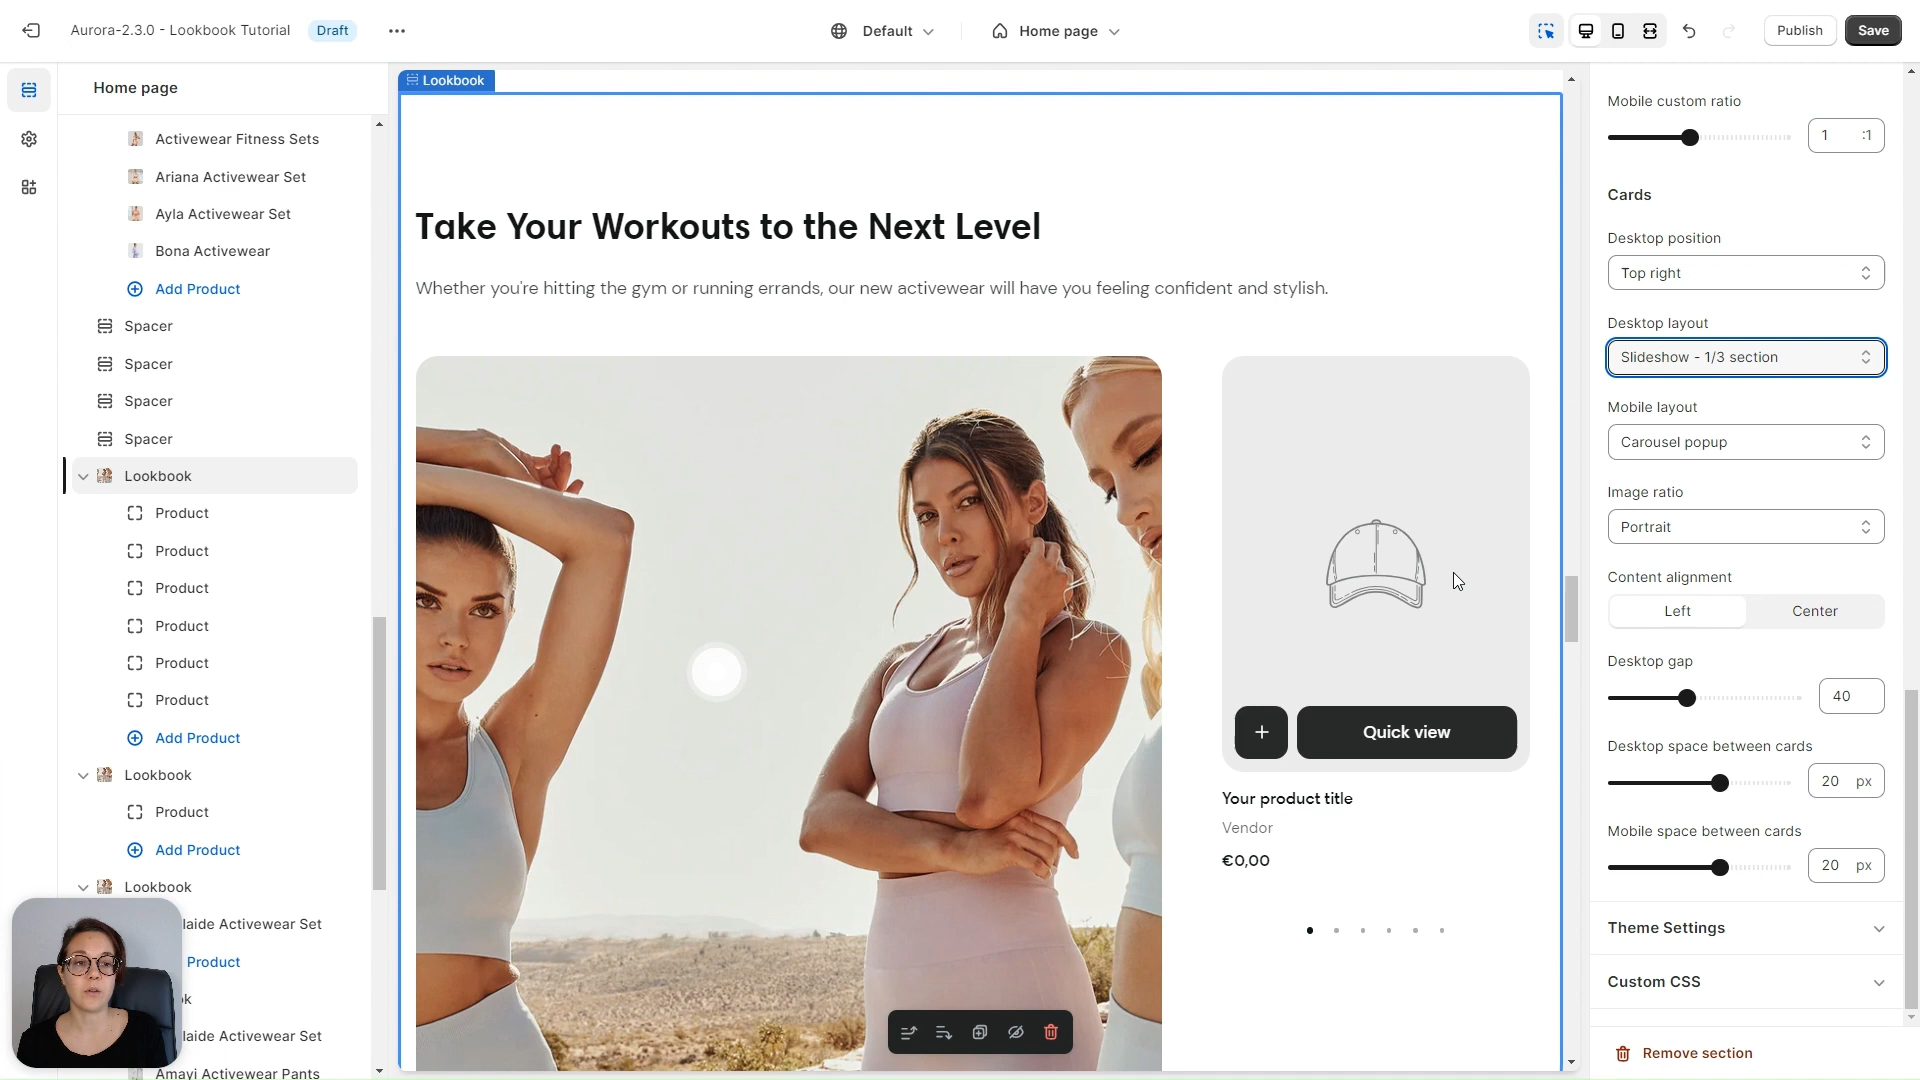 Aurora-2.3.0 - Lookbook Tutorial
Draft
Default
Home page
Publish
Save
Home page
Activewear Fitness Sets
Ariana Activewear Set
Ayla Activewear Set
Bona Activewear
Add Product
Spacer
Spacer
Spacer
Spacer
Lookbook
Product
Product
Product
Product
Product
Product
Add Product
Lookbook
Product
Add Product
Lookbook
laide Activewear Set
Product
ok
laide Activewear Set
Amayi Activewear Pants
Lookbook
Take Your Workouts to the Next Level
Whether you're hitting the gym or running errands, our new activewear will have you feeling confident and stylish.
+ Quick view
Your product title
Vendor
€0,00
Mobile custom ratio
1 :1
Cards
Desktop position
Top right
Desktop layout
Slideshow - 1/3 section
Mobile layout
Carousel popup
Image ratio
Portrait
Content alignment
Left Center
Desktop gap
40
Desktop space between cards
20 px
Mobile space between cards
20 px
Theme Settings
Custom CSS
Remove section